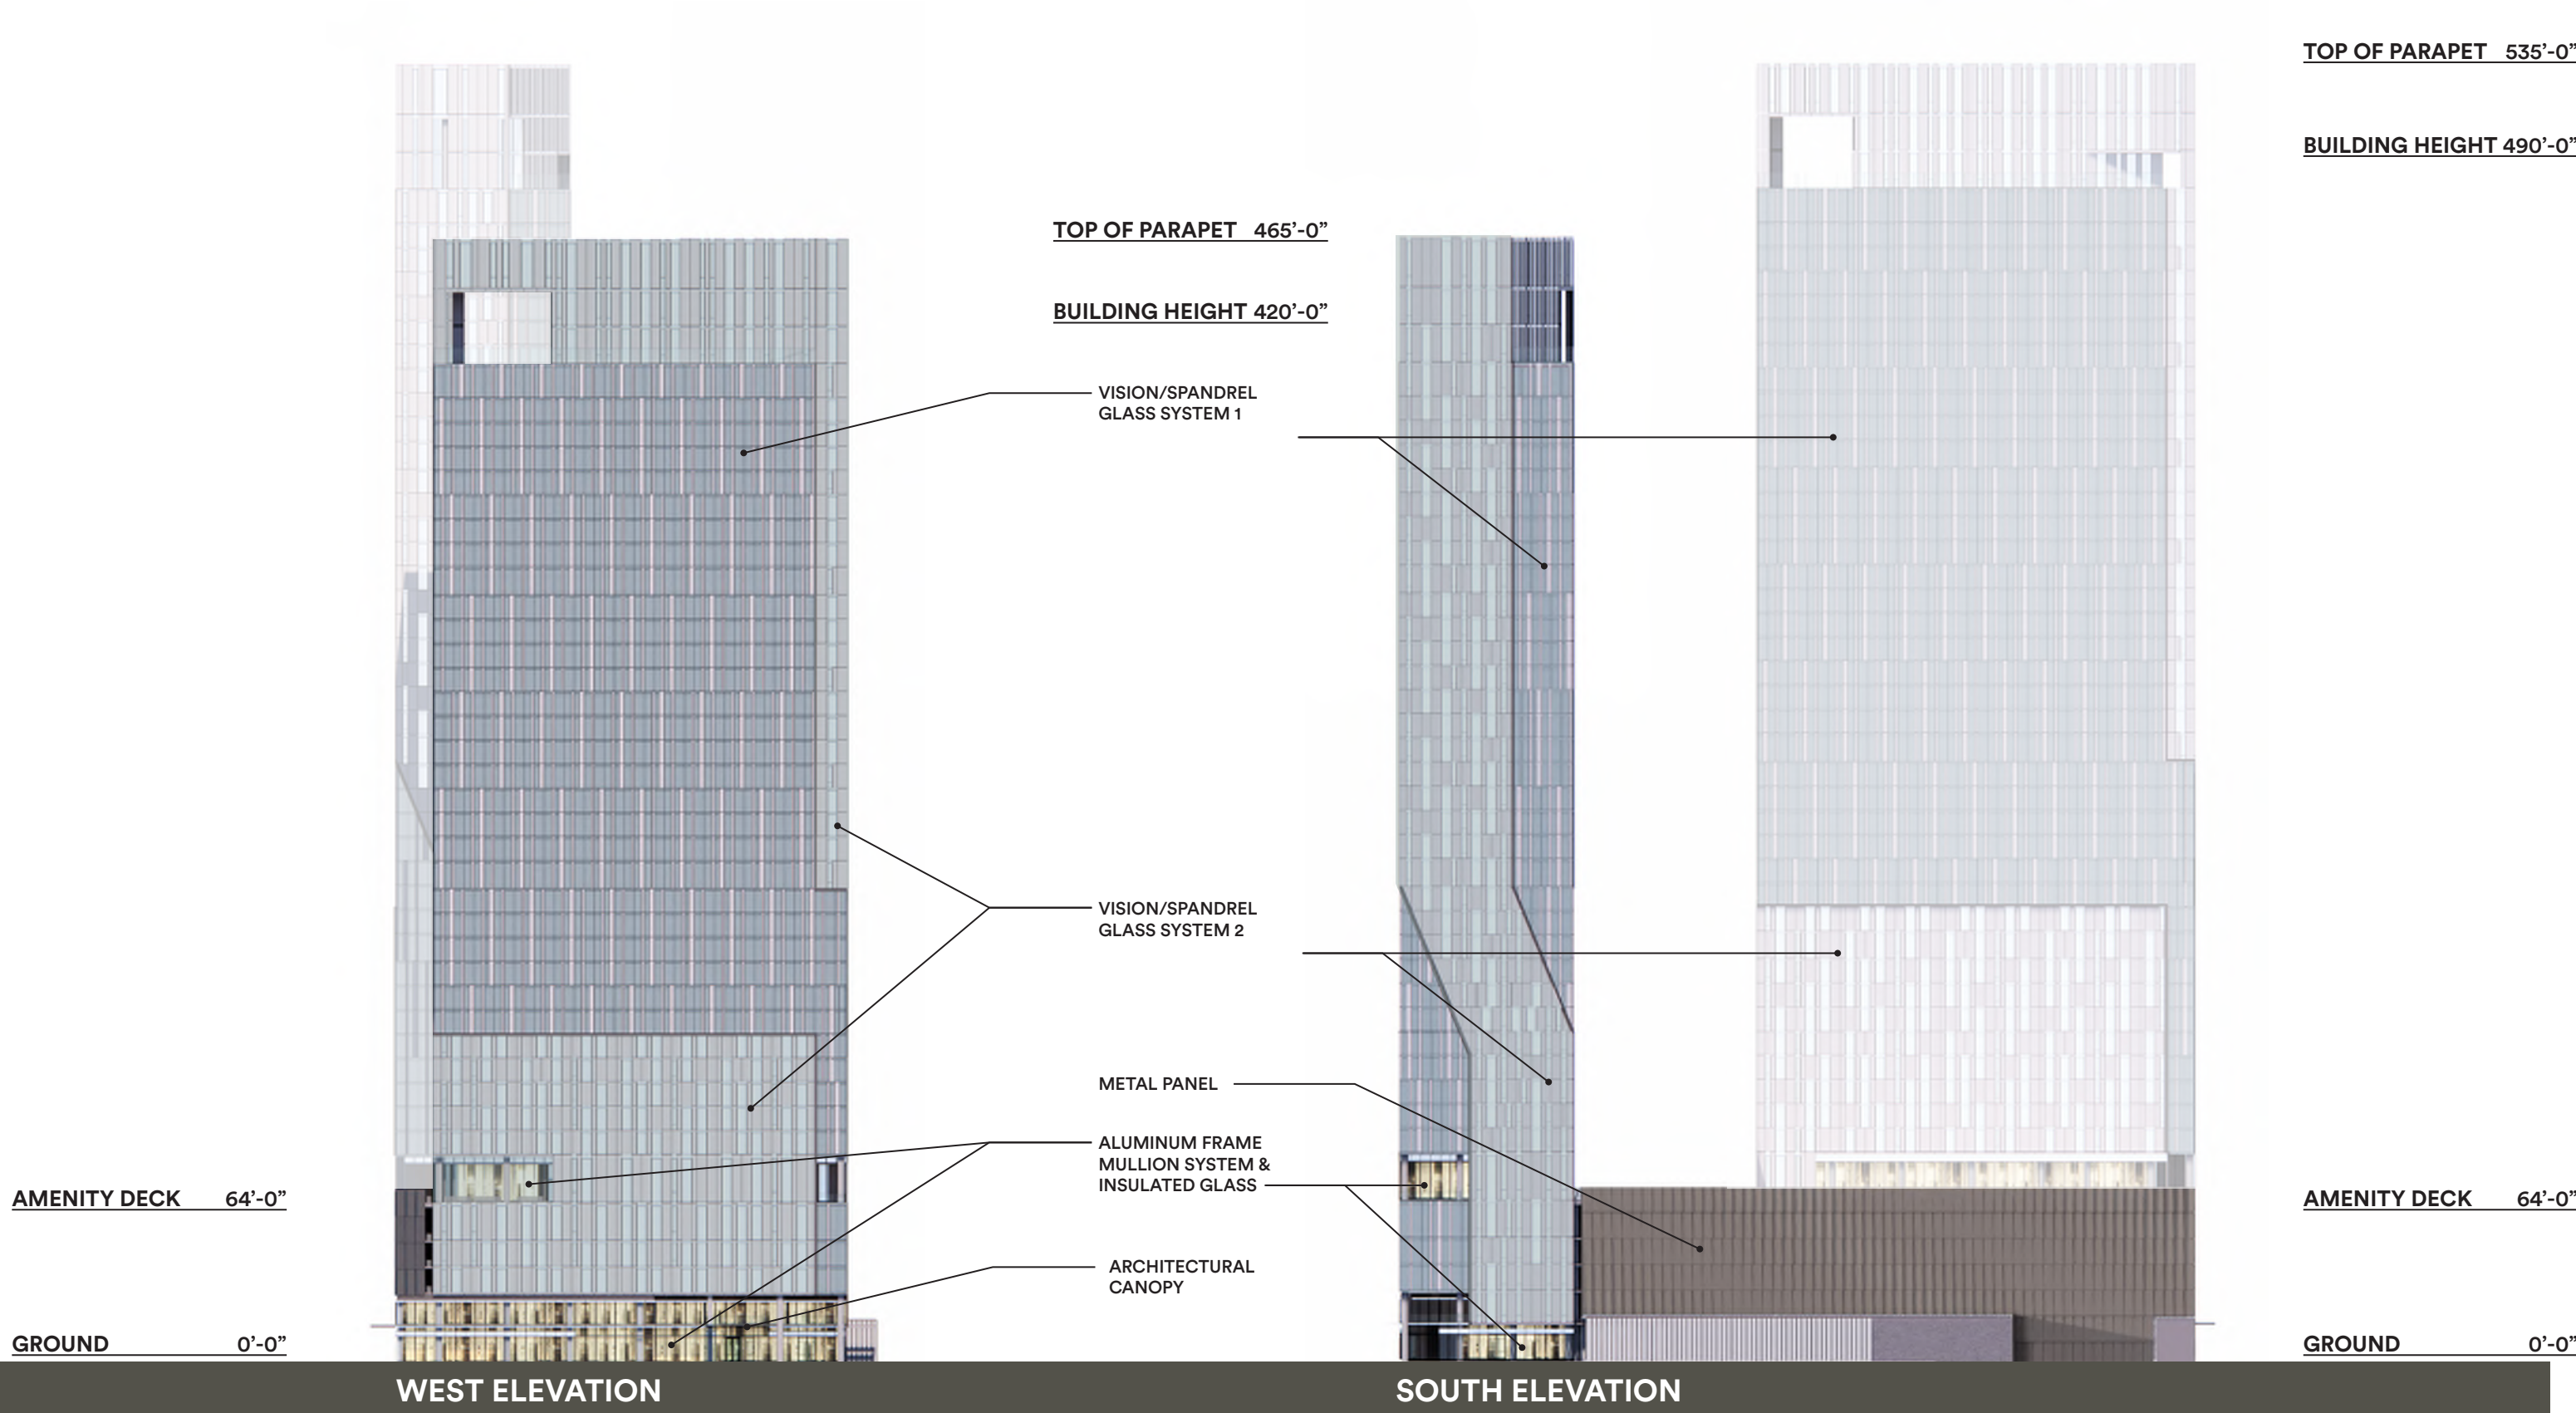 TOP OF PARAPET 535’-0”
BUILDING HEIGHT 490’-0”
TOP OF PARAPET 465’-0”
BUILDING HEIGHT 420’-0”
VISION/SPANDREL
GLASS SYSTEM 1
VISION/SPANDREL
GLASS SYSTEM 2
METAL PANEL
ALUMINUM FRAME
MULLION SYSTEM &
INSULATED GLASS
ARCHITECTURAL
CANOPY
AMENITY DECK 64’-0”
AMENITY DECK 64’-0”
GROUND 0’-0”
GROUND 0’-0”
WEST ELEVATION
SOUTH ELEVATION